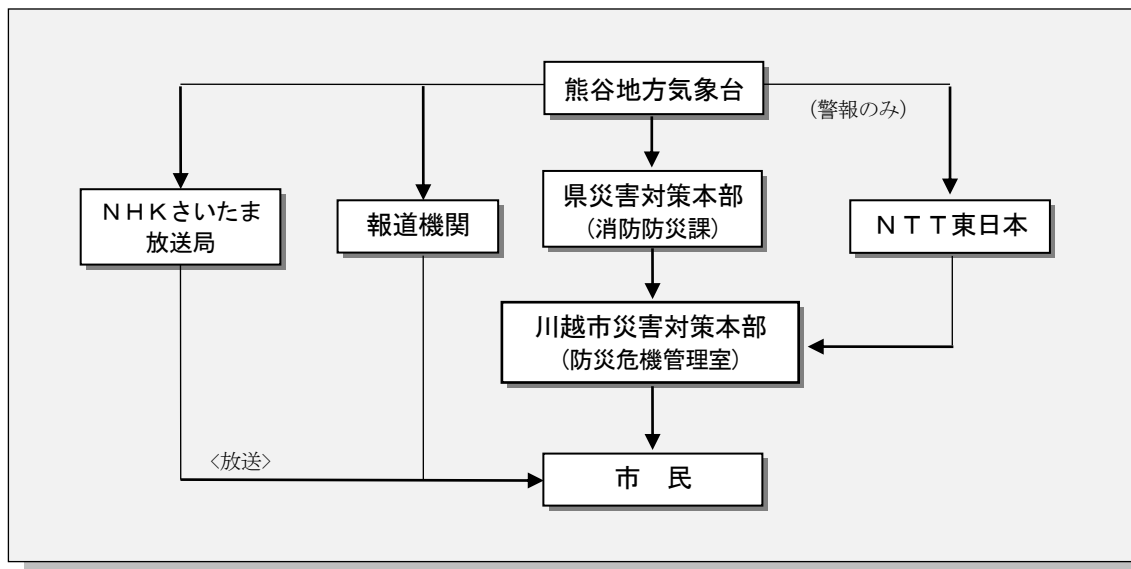 熊谷地方気象台
（警報のみ）
ＮＨＫさいたま
放送局
報道機関
県災害対策本部
（消防防災課）
ＮＴＴ東日本
川越市災害対策本部
（防災危機管理室）
〈放送〉
市　民